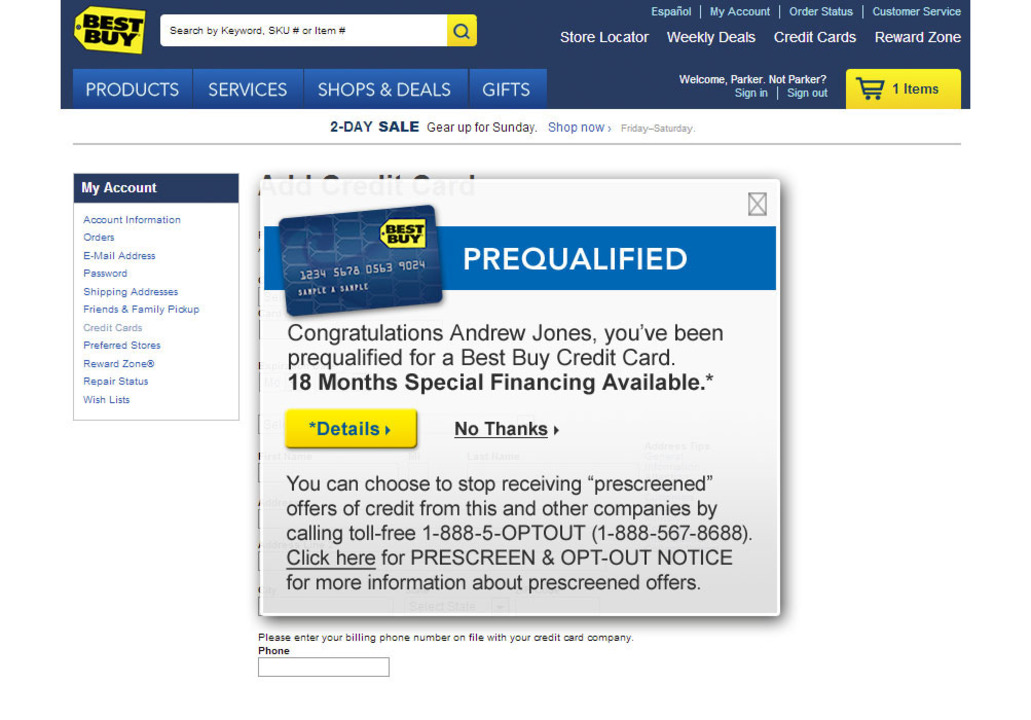 BEST
BUY
Search by Keyword, SKU # or Item #
Español | My Account | Order Status | Customer Service
Store Locator Weekly Deals Credit Cards Reward Zone
PRODUCTS SERVICES SHOPS & DEALS GIFTS
Welcome, Parker. Not Parker?
Sign in | Sign out
1 Items
2-DAY SALE Gear up for Sunday. Shop now › Friday–Saturday.
My Account
Account Information
Orders
E-Mail Address
Password
Shipping Addresses
Friends & Family Pickup
Credit Cards
Preferred Stores
Reward Zone®
Repair Status
Wish Lists
Add Credit Card
BEST
BUY
1234 5678 0563 9024
SAMPLE A SAMPLE
PREQUALIFIED
Congratulations Andrew Jones, you've been
prequalified for a Best Buy Credit Card.
18 Months Special Financing Available.*
*Details No Thanks
First Name MI Last Name
You can choose to stop receiving “prescreened”
offers of credit from this and other companies by
calling toll-free 1-888-5-OPTOUT (1-888-567-8688).
Click here for PRESCREEN & OPT-OUT NOTICE
for more information about prescreened offers.
City
Select State
Please enter your billing phone number on file with your credit card company.
Phone